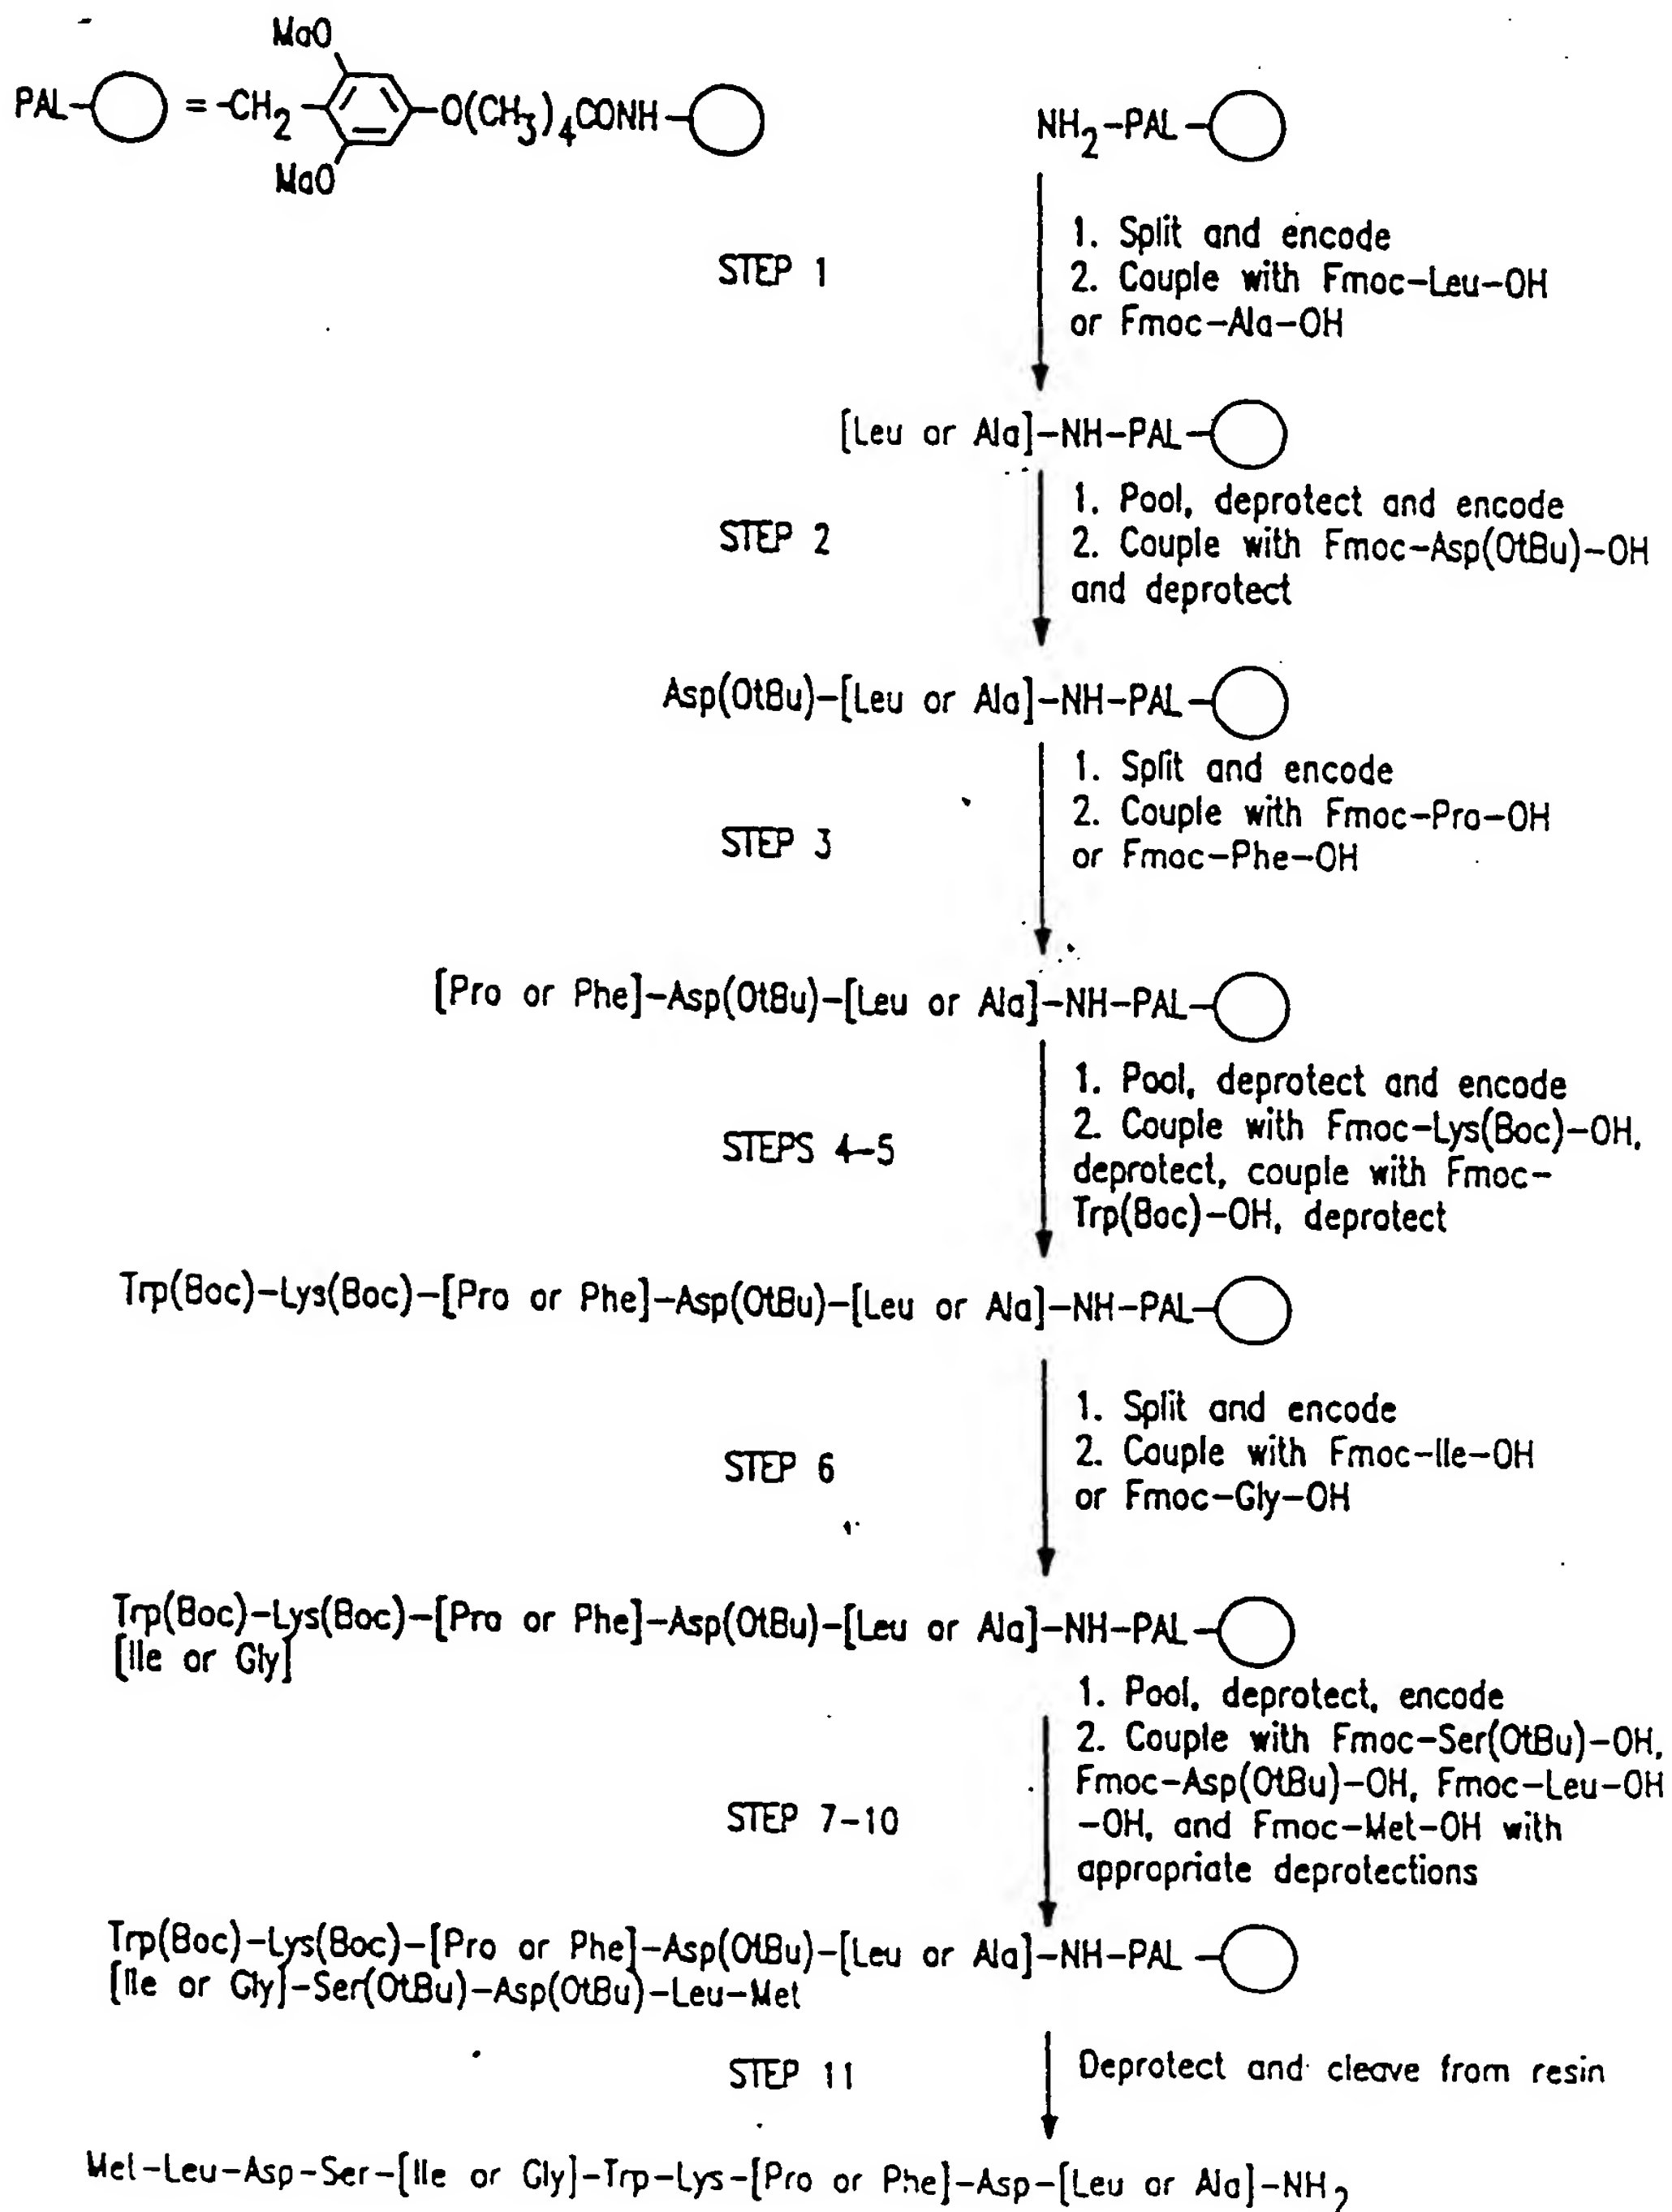 MaO
PAL- = -CH2- -O(CH3)4CONH-
MaO
NH2-PAL-
STEP 1
1. Split and encode
2. Couple with Fmoc-Leu-OH
or Fmoc-Ala-OH
[Leu or Ala]-NH-PAL-
STEP 2
1. Pool, deprotect and encode
2. Couple with Fmoc-Asp(OtBu)-OH
and deprotect
Asp(OtBu)-[Leu or Ala]-NH-PAL-
STEP 3
1. Split and encode
2. Couple with Fmoc-Pro-OH
or Fmoc-Phe-OH
[Pro or Phe]-Asp(OtBu)-[Leu or Ala]-NH-PAL-
STEPS 4-5
1. Pool, deprotect and encode
2. Couple with Fmoc-Lys(Boc)-OH,
deprotect, couple with Fmoc-
Trp(Boc)-OH, deprotect
Trp(Boc)-Lys(Boc)-[Pro or Phe]-Asp(OtBu)-[Leu or Ala]-NH-PAL-
STEP 6
1. Split and encode
2. Couple with Fmoc-Ile-OH
or Fmoc-Gly-OH
Trp(Boc)-Lys(Boc)-[Pro or Phe]-Asp(OtBu)-[Leu or Ala]-NH-PAL-
[Ile or Gly]
STEP 7-10
1. Pool, deprotect, encode
2. Couple with Fmoc-Ser(OtBu)-OH,
Fmoc-Asp(OtBu)-OH, Fmoc-Leu-OH
-OH, and Fmoc-Met-OH with
appropriate deprotections
Trp(Boc)-Lys(Boc)-[Pro or Phe]-Asp(OtBu)-[Leu or Ala]-NH-PAL-
[Ile or Gly]-Ser(OtBu)-Asp(OtBu)-Leu-Met
STEP 11
Deprotect and cleave from resin
Met-Leu-Asp-Ser-[Ile or Gly]-Trp-Lys-[Pro or Phe]-Asp-[Leu or Ala]-NH2